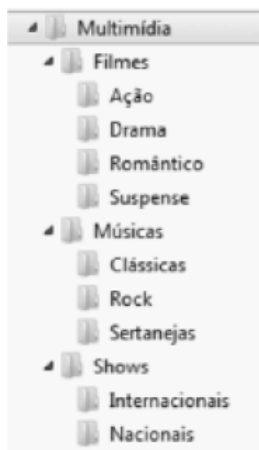 Multimídia
Filmes
Ação
Drama
Romântico
Suspense
Músicas
Clássicas
Rock
Sertanejas
Shows
Internacionais
Nacionais